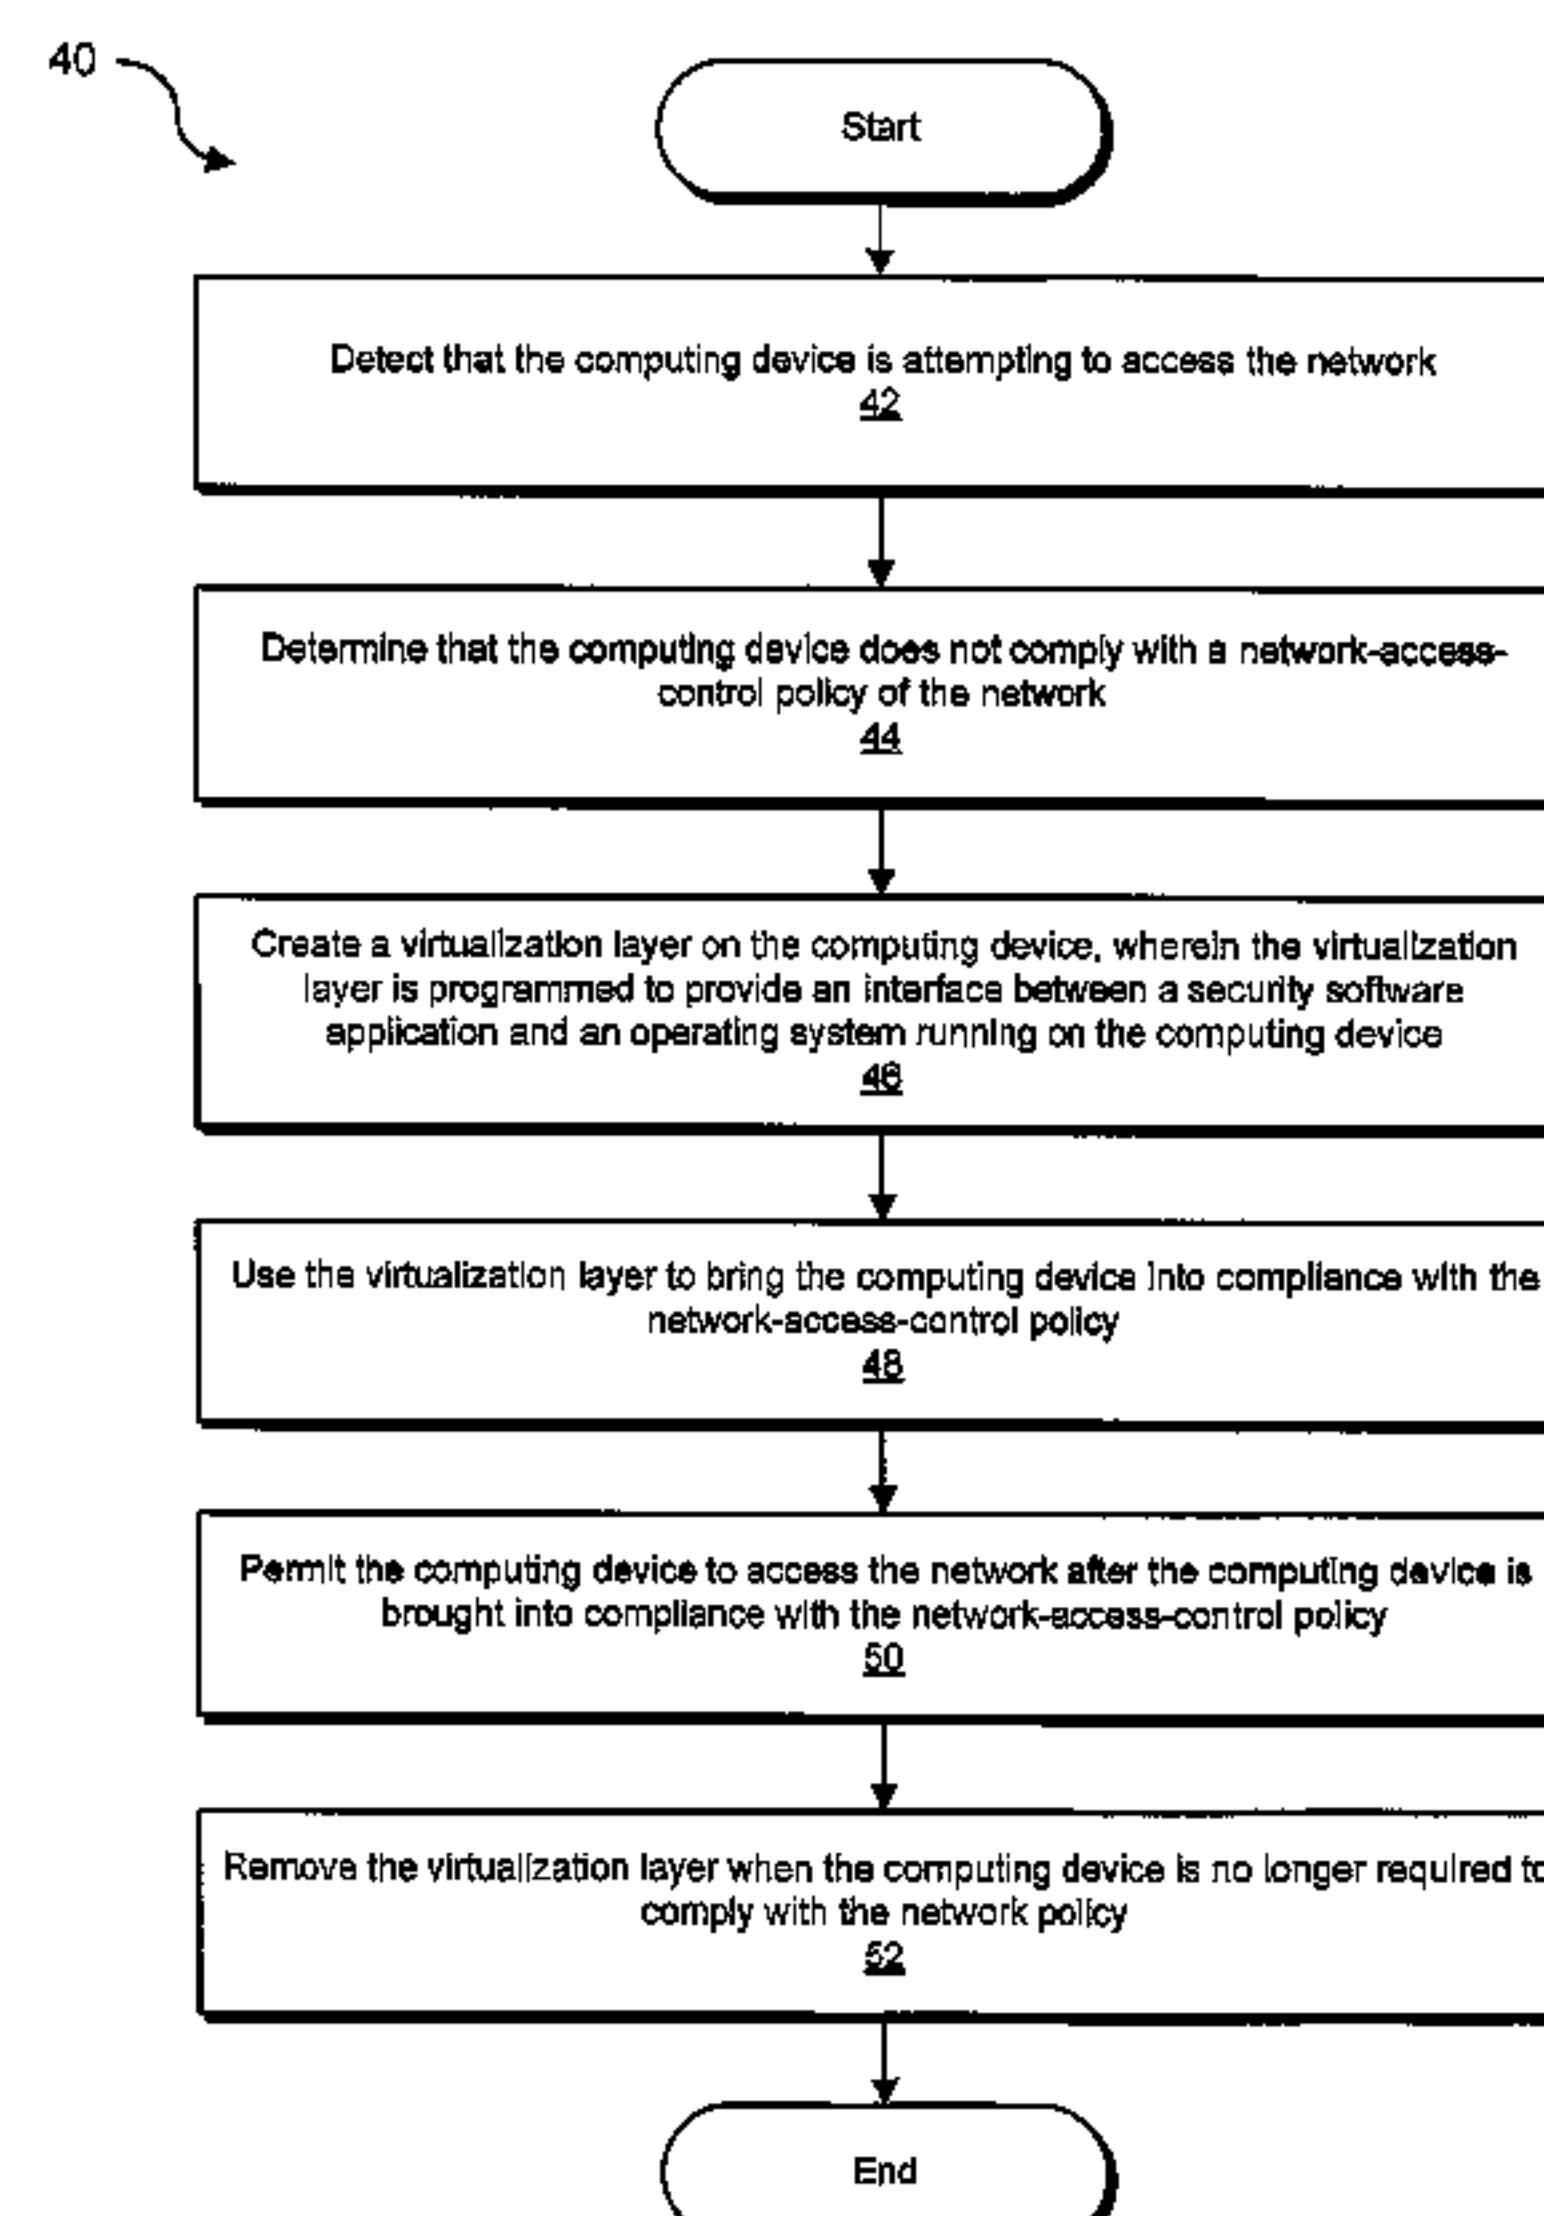 40
Start
Detect that the computing device is attempting to access the network
42
Determine that the computing device does not comply with a network-access-
control policy of the network
44
Create a virtualization layer on the computing device, wherein the virtualization
layer is programmed to provide an interface between a security software
application and an operating system running on the computing device
46
Use the virtualization layer to bring the computing device into compliance with the
network-access-control policy
48
Permit the computing device to access the network after the computing device is
brought into compliance with the network-access-control policy
50
Remove the virtualization layer when the computing device is no longer required to
comply with the network policy
52
End